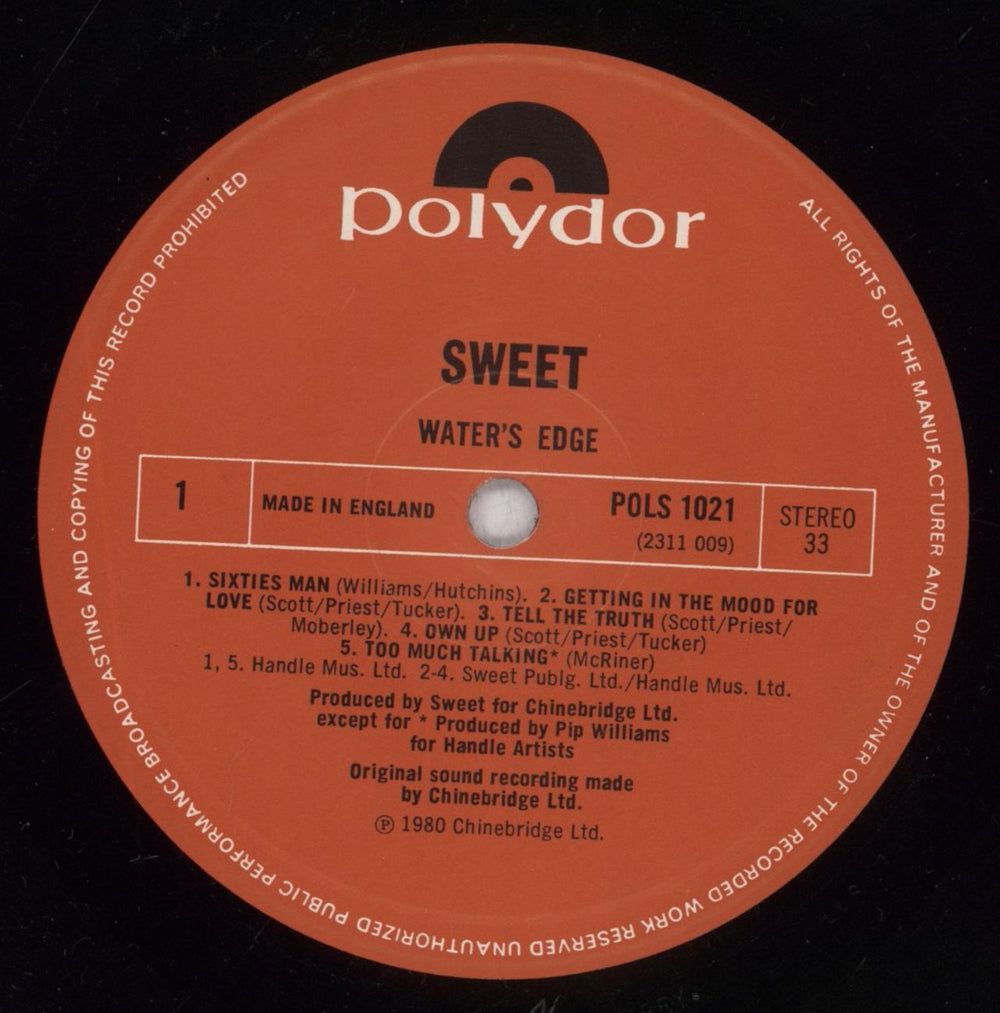 polydor
SWEET
WATER'S EDGE
1
MADE IN ENGLAND
POLS 1021
(2311 009)
STEREO
33
1. SIXTIES MAN (Williams/Hutchins). 2. GETTING IN THE MOOD FOR
LOVE (Scott/Priest/Tucker). 3. TELL THE TRUTH (Scott/Priest/
Moberley). 4. OWN UP (Scott/Priest/Tucker)
5. TOO MUCH TALKING* (McRiner)
1, 5. Handle Mus. Ltd. 2-4. Sweet Publg. Ltd./Handle Mus. Ltd.
Produced by Sweet for Chinebridge Ltd.
except for * Produced by Pip Williams
for Handle Artists
Original sound recording made
by Chinebridge Ltd.
℗ 1980 Chinebridge Ltd.
ALL RIGHTS OF THE MANUFACTURER AND OF THE OWNER OF THE RECORDED WORK RESERVED UNAUTHORIZED PUBLIC PERFORMANCE BROADCASTING AND COPYING OF THIS RECORD PROHIBITED